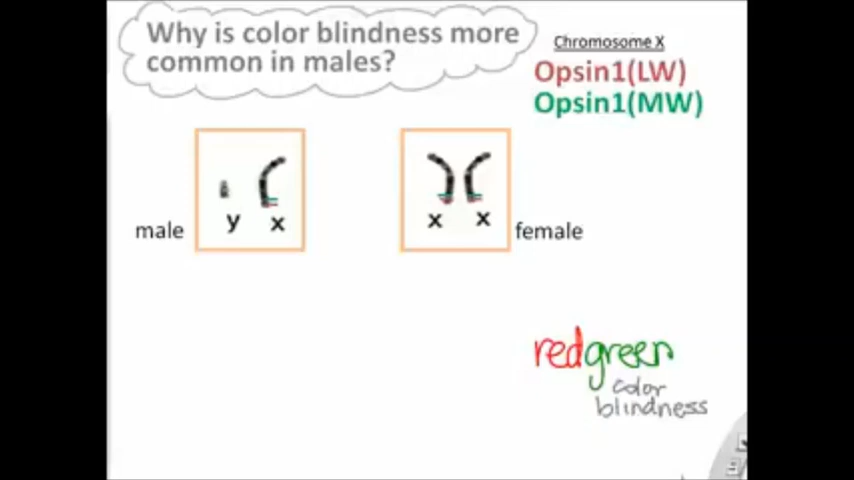 Why is color blindness more
common in males?
Chromosome X
Opsin1(LW)
Opsin1(MW)
male
y x
x x
female
redgreen
color
blindness